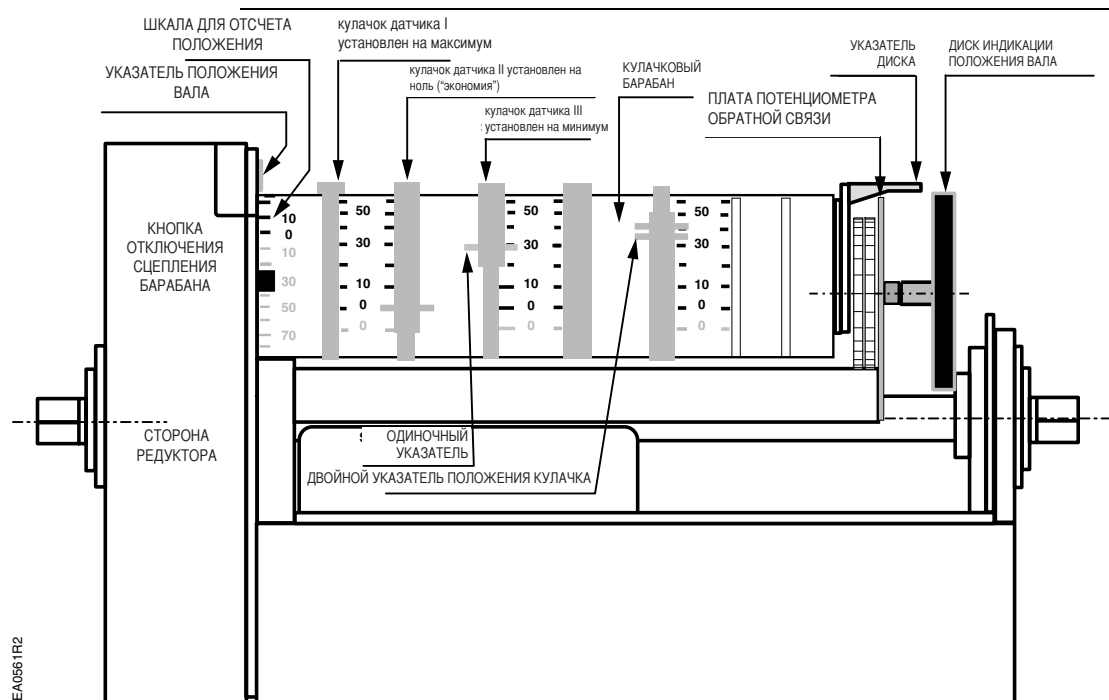 ШКАЛА ДЛЯ ОТСЧЕТА
ПОЛОЖЕНИЯ
УКАЗАТЕЛЬ ПОЛОЖЕНИЯ
ВАЛА
кулачок датчика I
установлен на максимум
кулачок датчика II установлен на
ноль ("экономия")
кулачок датчика III
установлен на минимум
КУЛАЧКОВЫЙ
БАРАБАН
ПЛАТА ПОТЕНЦИОМЕТРА
ОБРАТНОЙ СВЯЗИ
УКАЗАТЕЛЬ
ДИСКА
ДИСК ИНДИКАЦИИ
ПОЛОЖЕНИЯ ВАЛА
КНОПКА
ОТКЛЮЧЕНИЯ
СЦЕПЛЕНИЯ
БАРАБАНА
10
0
10
30
50
70
50
30
10
0
0
50
30
10
0
0
50
30
10
0
0
СТОРОНА
РЕДУКТОРА
ОДИНОЧНЫЙ
УКАЗАТЕЛЬ
ДВОЙНОЙ УКАЗАТЕЛЬ ПОЛОЖЕНИЯ КУЛАЧКА
EA0561R2